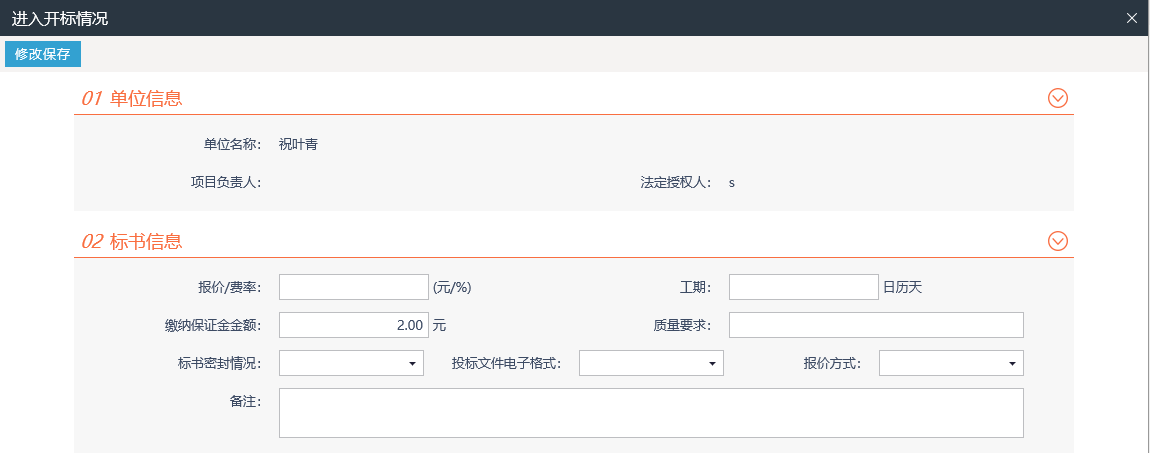 进入开标情况
修改保存
01 单位信息
单位名称： 祝叶青
项目负责人： 法定授权人： s
02 标书信息
报价/费率： (元/%) 工期： 日历天
缴纳保证金金额： 2.00 元 质量要求：
标书密封情况： 投标文件电子格式： 报价方式：
备注：